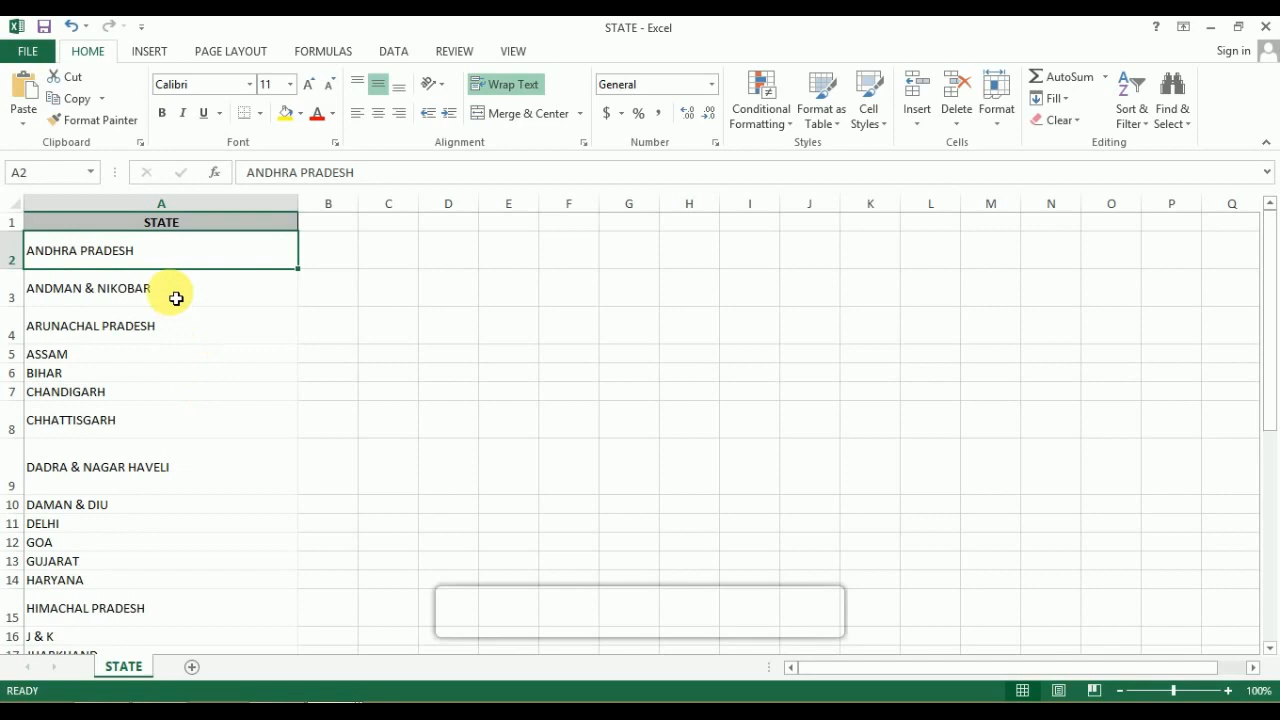 STATE - Excel
?
Sign in
FILE HOME INSERT PAGE LAYOUT FORMULAS DATA REVIEW VIEW
Paste
Cut
Copy
Format Painter
Clipboard
Calibri 11
B I U
Font
Wrap Text
Merge & Center
Alignment
General
$ % ,
Number
Conditional Formatting
Format as Table
Cell Styles
Styles
Insert Delete Format
Cells
AutoSum
Fill
Clear
Sort & Filter
Find & Select
Editing
A2 fx ANDHRA PRADESH
A B C D E F G H I J K L M N O P Q
1 STATE
2 ANDHRA PRADESH
3 ANDMAN & NIKOBAR
4 ARUNACHAL PRADESH
5 ASSAM
6 BIHAR
7 CHANDIGARH
8 CHHATTISGARH
9 DADRA & NAGAR HAVELI
10 DAMAN & DIU
11 DELHI
12 GOA
13 GUJARAT
14 HARYANA
15 HIMACHAL PRADESH
16 J & K
17 JHARKHAND
STATE
READY
100%